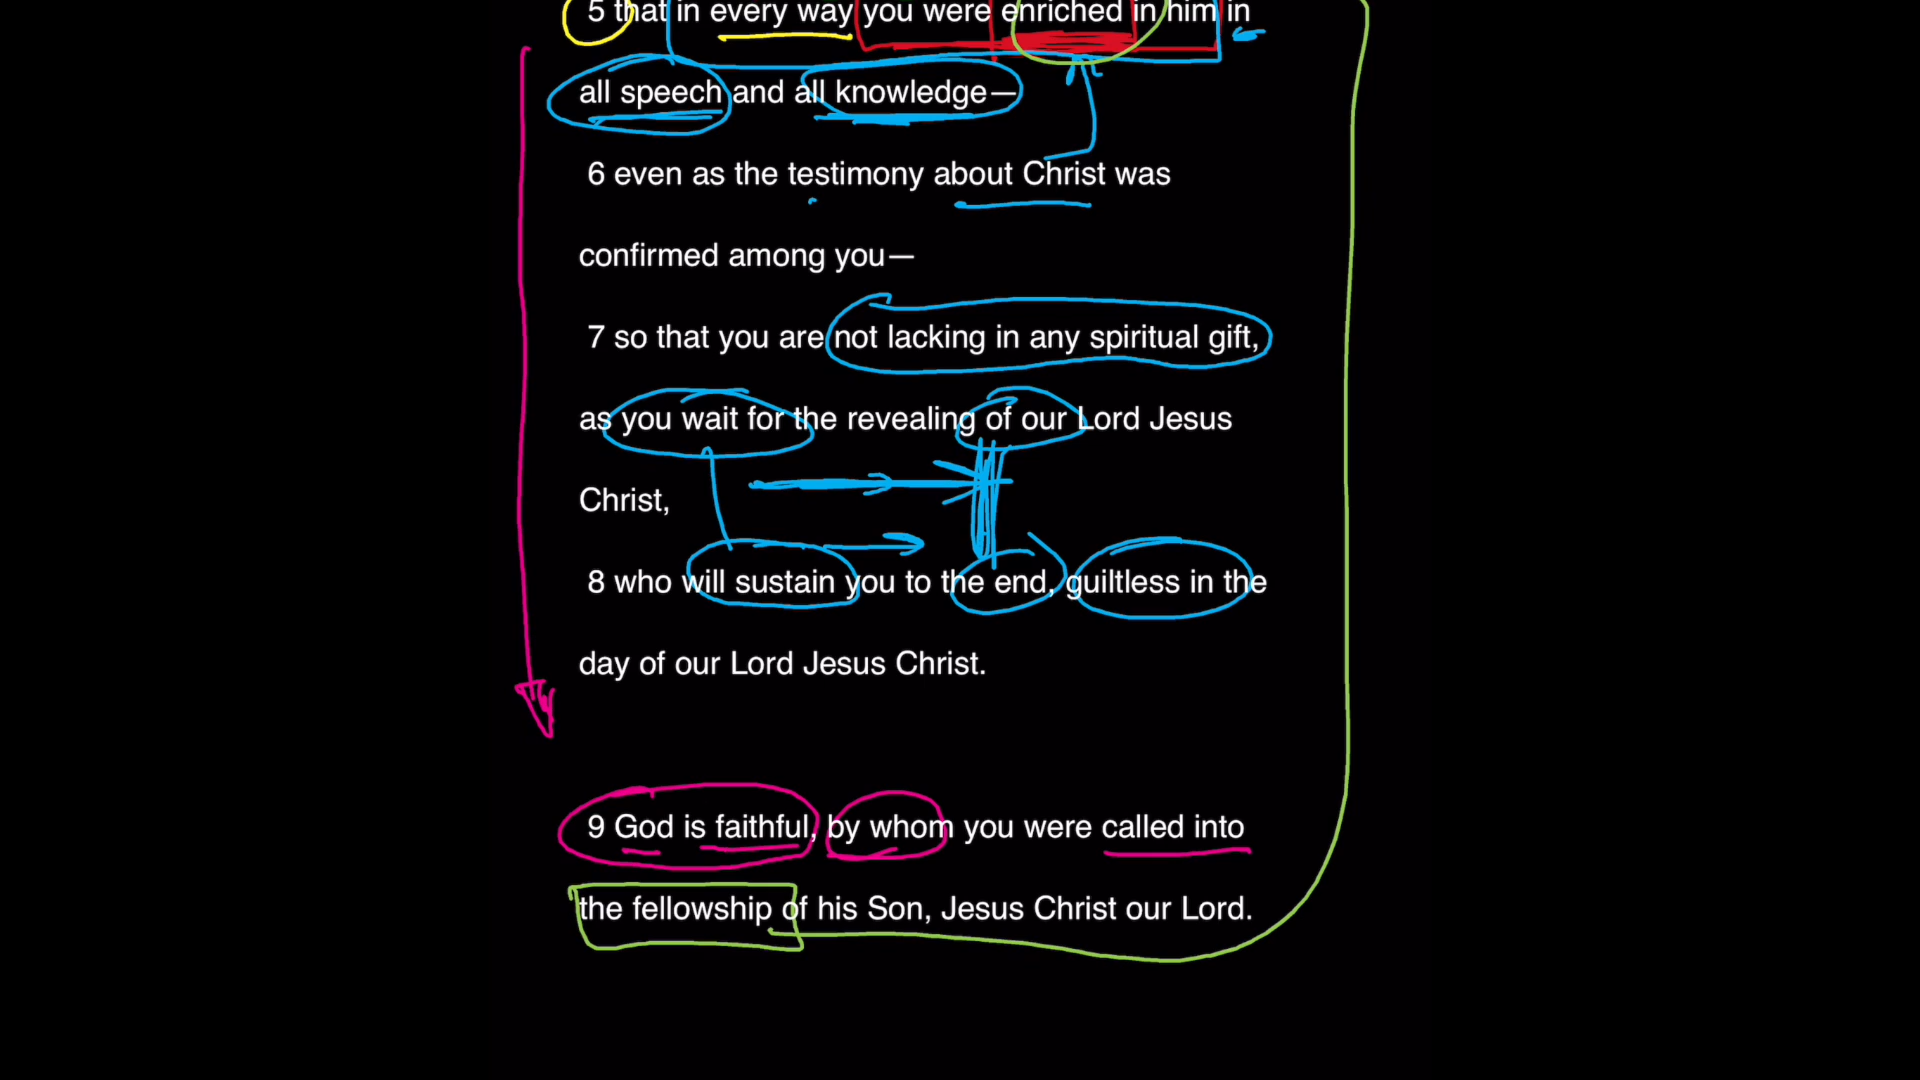 5 that in every way you were enriched in him in
all speech and all knowledge—
6 even as the testimony about Christ was
confirmed among you—
7 so that you are not lacking in any spiritual gift,
as you wait for the revealing of our Lord Jesus
Christ,
8 who will sustain you to the end, guiltless in the
day of our Lord Jesus Christ.
9 God is faithful, by whom you were called into
the fellowship of his Son, Jesus Christ our Lord.